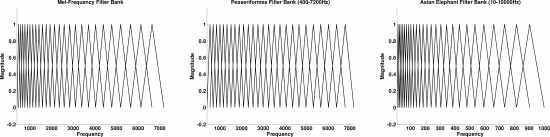 Mel-Frequency Filter Bank
Magnitude
1
0.8
0.6
0.4
0.2
0
-0.2
1000 2000 3000 4000 5000 6000 7000
Frequency
Passeriformes Filter Bank (400-7200Hz)
Magnitude
1
0.8
0.6
0.4
0.2
0
-0.2
1000 2000 3000 4000 5000 6000 7000
Frequency
Asian Elephant Filter Bank (10-10000Hz)
Magnitude
1
0.8
0.6
0.4
0.2
0
-0.2
100 200 300 400 500 600 700 800 900 1000
Frequency